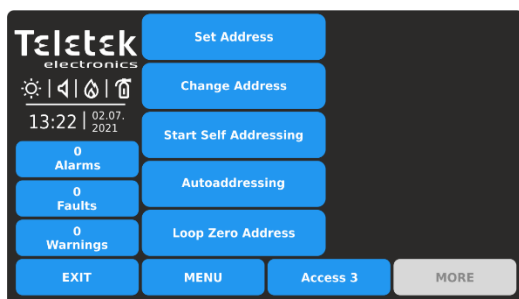 Teletek
electronics
13:22 | 02.07.
2021
0
Alarms
0
Faults
0
Warnings
EXIT
Set Address
Change Address
Start Self Addressing
Autoaddressing
Loop Zero Address
MENU
Access 3
MORE